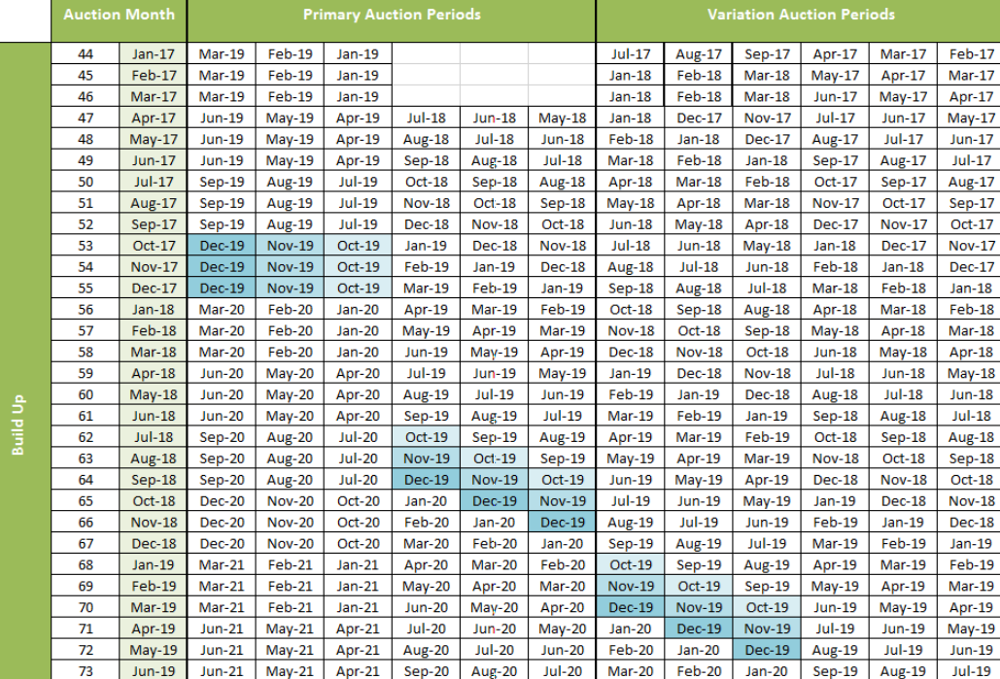 Auction Month Primary Auction Periods Variation Auction Periods
44 Jan-17 Mar-19 Feb-19 Jan-19 Jul-17 Aug-17 Sep-17 Apr-17 Mar-17 Feb-17
45 Feb-17 Mar-19 Feb-19 Jan-19 Jan-18 Feb-18 Mar-18 May-17 Apr-17 Mar-17
46 Mar-17 Mar-19 Feb-19 Jan-19 Jan-18 Feb-18 Mar-18 Jun-17 May-17 Apr-17
47 Apr-17 Jun-19 May-19 Apr-19 Jul-18 Jun-18 May-18 Jan-18 Dec-17 Nov-17 Jul-17 Jun-17 May-17
48 May-17 Jun-19 May-19 Apr-19 Aug-18 Jul-18 Jun-18 Feb-18 Jan-18 Dec-17 Aug-17 Jul-17 Jun-17
49 Jun-17 Jun-19 May-19 Apr-19 Sep-18 Aug-18 Jul-18 Mar-18 Feb-18 Jan-18 Sep-17 Aug-17 Jul-17
50 Jul-17 Sep-19 Aug-19 Jul-19 Oct-18 Sep-18 Aug-18 Apr-18 Mar-18 Feb-18 Oct-17 Sep-17 Aug-17
51 Aug-17 Sep-19 Aug-19 Jul-19 Nov-18 Oct-18 Sep-18 May-18 Apr-18 Mar-18 Nov-17 Oct-17 Sep-17
52 Sep-17 Sep-19 Aug-19 Jul-19 Dec-18 Nov-18 Oct-18 Jun-18 May-18 Apr-18 Dec-17 Nov-17 Oct-17
53 Oct-17 Dec-19 Nov-19 Oct-19 Jan-19 Dec-18 Nov-18 Jul-18 Jun-18 May-18 Jan-18 Dec-17 Nov-17
54 Nov-17 Dec-19 Nov-19 Oct-19 Feb-19 Jan-19 Dec-18 Aug-18 Jul-18 Jun-18 Feb-18 Jan-18 Dec-17
55 Dec-17 Dec-19 Nov-19 Oct-19 Mar-19 Feb-19 Jan-19 Sep-18 Aug-18 Jul-18 Mar-18 Feb-18 Jan-18
56 Jan-18 Mar-20 Feb-20 Jan-20 Apr-19 Mar-19 Feb-19 Oct-18 Sep-18 Aug-18 Apr-18 Mar-18 Feb-18
57 Feb-18 Mar-20 Feb-20 Jan-20 May-19 Apr-19 Mar-19 Nov-18 Oct-18 Sep-18 May-18 Apr-18 Mar-18
58 Mar-18 Mar-20 Feb-20 Jan-20 Jun-19 May-19 Apr-19 Dec-18 Nov-18 Oct-18 Jun-18 May-18 Apr-18
59 Apr-18 Jun-20 May-20 Apr-20 Jul-19 Jun-19 May-19 Jan-19 Dec-18 Nov-18 Jul-18 Jun-18 May-18
60 May-18 Jun-20 May-20 Apr-20 Aug-19 Jul-19 Jun-19 Feb-19 Jan-19 Dec-18 Aug-18 Jul-18 Jun-18
61 Jun-18 Jun-20 May-20 Apr-20 Sep-19 Aug-19 Jul-19 Mar-19 Feb-19 Jan-19 Sep-18 Aug-18 Jul-18
62 Jul-18 Sep-20 Aug-20 Jul-20 Oct-19 Sep-19 Aug-19 Apr-19 Mar-19 Feb-19 Oct-18 Sep-18 Aug-18
63 Aug-18 Sep-20 Aug-20 Jul-20 Nov-19 Oct-19 Sep-19 May-19 Apr-19 Mar-19 Nov-18 Oct-18 Sep-18
64 Sep-18 Sep-20 Aug-20 Jul-20 Dec-19 Nov-19 Oct-19 Jun-19 May-19 Apr-19 Dec-18 Nov-18 Oct-18
65 Oct-18 Dec-20 Nov-20 Oct-20 Jan-20 Dec-19 Nov-19 Jul-19 Jun-19 May-19 Jan-19 Dec-18 Nov-18
66 Nov-18 Dec-20 Nov-20 Oct-20 Feb-20 Jan-20 Dec-19 Aug-19 Jul-19 Jun-19 Feb-19 Jan-19 Dec-18
67 Dec-18 Dec-20 Nov-20 Oct-20 Mar-20 Feb-20 Jan-20 Sep-19 Aug-19 Jul-19 Mar-19 Feb-19 Jan-19
68 Jan-19 Mar-21 Feb-21 Jan-21 Apr-20 Mar-20 Feb-20 Oct-19 Sep-19 Aug-19 Apr-19 Mar-19 Feb-19
69 Feb-19 Mar-21 Feb-21 Jan-21 May-20 Apr-20 Mar-20 Nov-19 Oct-19 Sep-19 May-19 Apr-19 Mar-19
70 Mar-19 Mar-21 Feb-21 Jan-21 Jun-20 May-20 Apr-20 Dec-19 Nov-19 Oct-19 Jun-19 May-19 Apr-19
71 Apr-19 Jun-21 May-21 Apr-21 Jul-20 Jun-20 May-20 Jan-20 Dec-19 Nov-19 Jul-19 Jun-19 May-19
72 May-19 Jun-21 May-21 Apr-21 Aug-20 Jul-20 Jun-20 Feb-20 Jan-20 Dec-19 Aug-19 Jul-19 Jun-19
73 Jun-19 Jun-21 May-21 Apr-21 Sep-20 Aug-20 Jul-20 Mar-20 Feb-20 Jan-20 Sep-19 Aug-19 Jul-19
Build Up